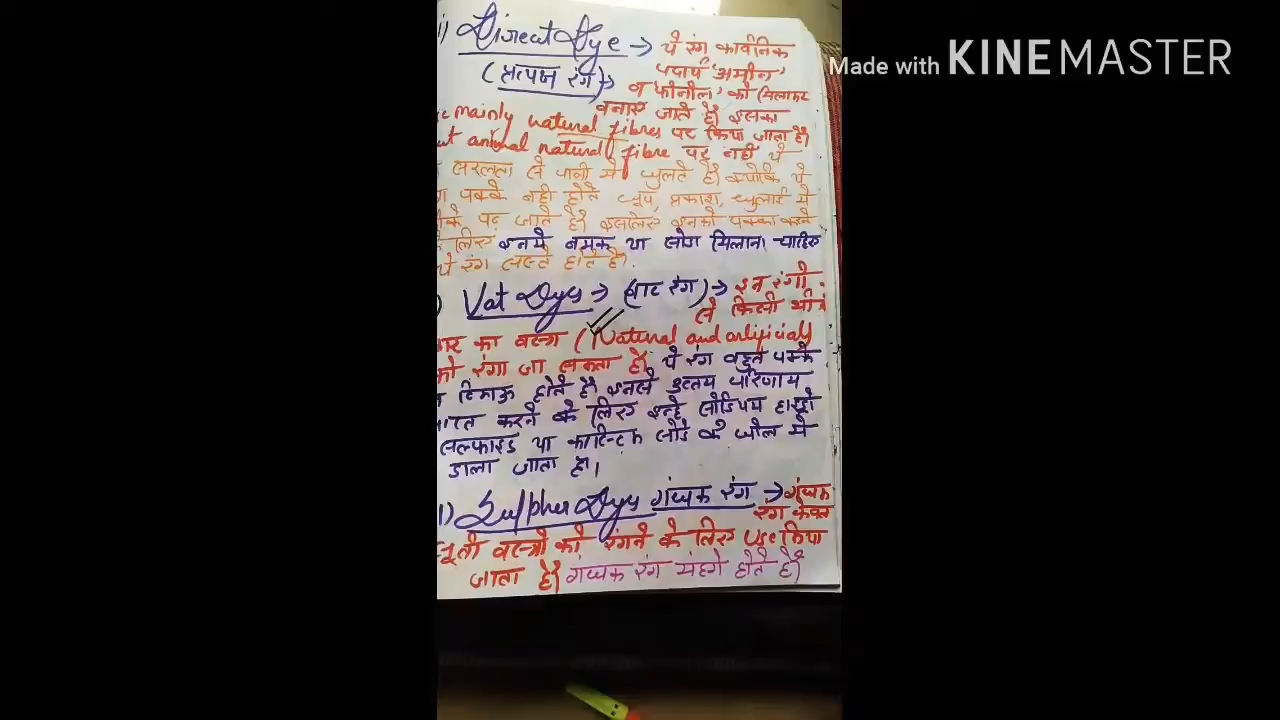 i) Direct Dye → ये रंग कार्बनिक
(प्रत्यक्ष रंग)→ पदार्थ 'अमीन'
व 'फीनोल' को मिलाकर
बनाए जाते है। इसका
mainly natural fibres पर किया जाता है।
animal natural fibre पर नहीं ये
सरलता से पानी में घुलते है। क्योंकि ये
पक्के नही होते धूप, प्रकाश, धुलाई से
पड़ जाते है। इसलिए इनको पक्का करने
लिए इनमे नमक या मिलाना चाहिए
ये रंग सस्ते होते है।
Vat Dyes → (वाट रंग) → इन रंगो
से किसी भी
का वस्त्र (Natural and artificial)
को रंगा जा सकता है। ये रंग बहुत पक्के
टिकाऊ होते है। इनसे उत्तम परिणाम
करने के लिए इन्हे सोडियम हाइड्रो
सल्फाइड या कास्टिक सोडे के घोल मे
डाला जाता है।
Sulpher Dyes गंधक रंग → गंधक
रंग केवल
सूती वस्त्रो को रंगने के लिए use किया
जाता है। गंधक रंग महंगे होते है।
Made with KINEMASTER